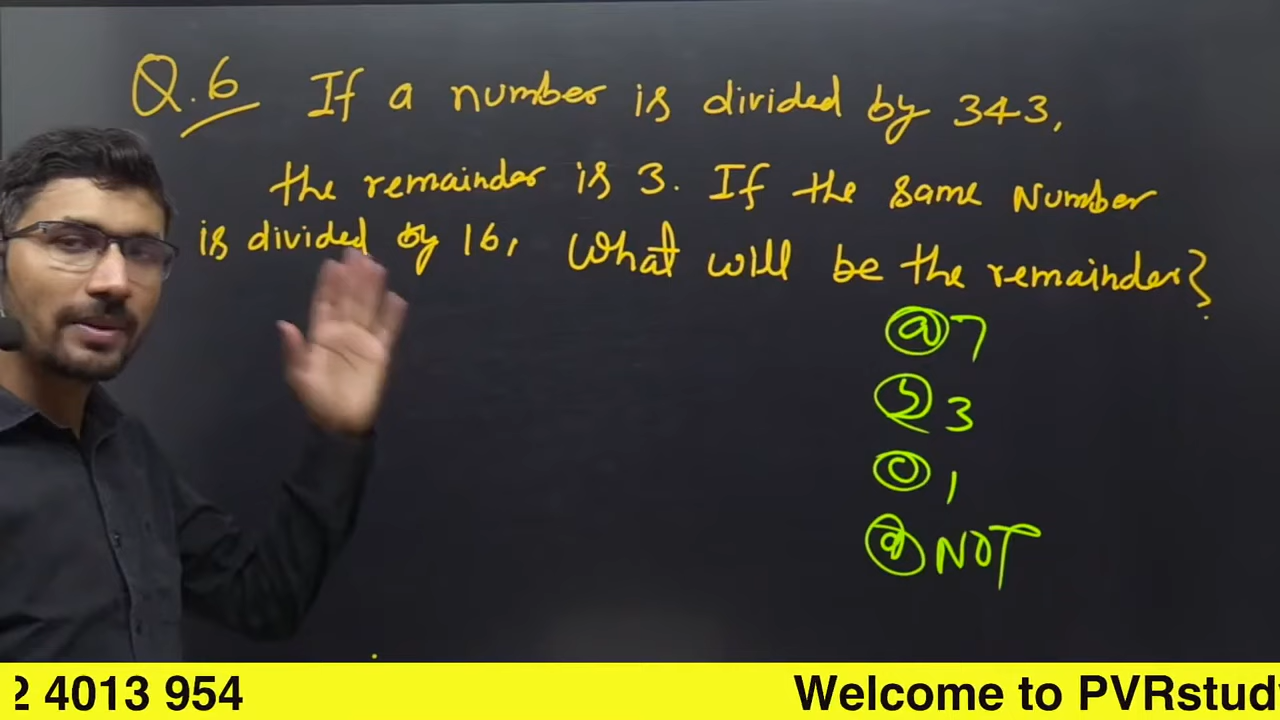 Q.6 If a number is divided by 343,
the remainder is 3. If the same Number
is divided by 16, What will be the remainder?
a 7
b 3
c 1
d NOT
2 4013 954 Welcome to PVRstudy